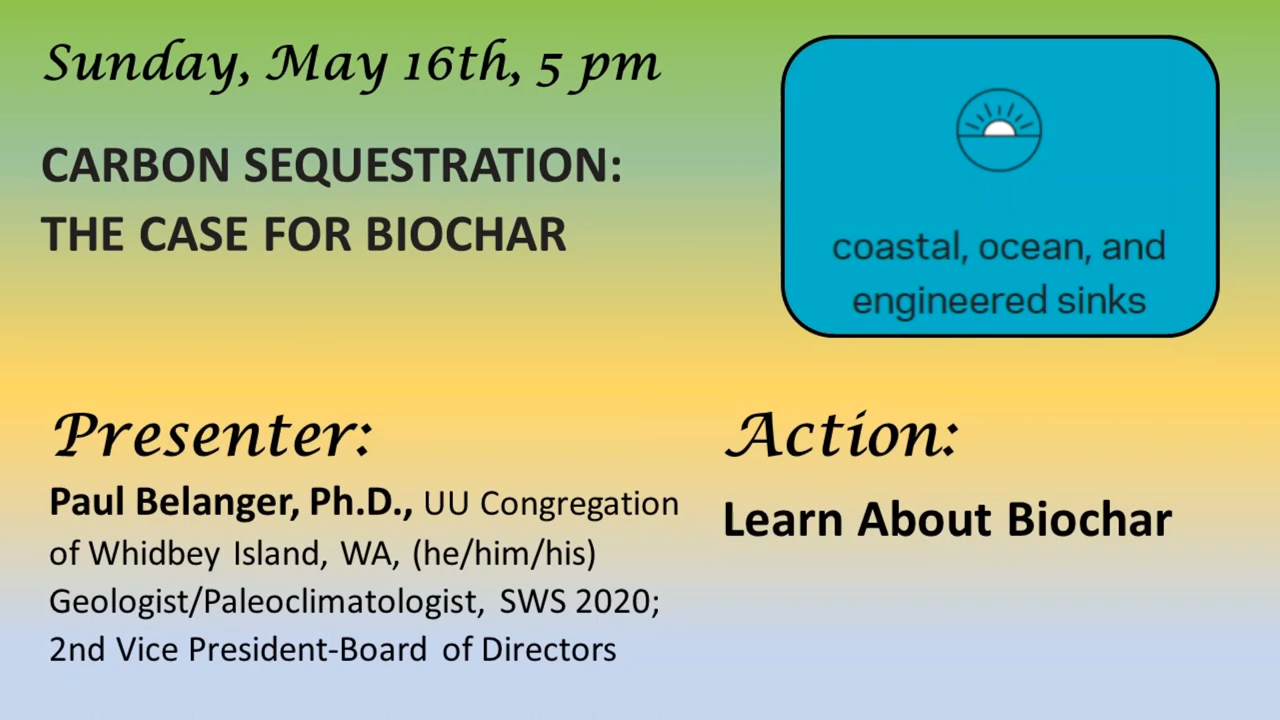 Sunday, May 16th, 5 pm
CARBON SEQUESTRATION:
THE CASE FOR BIOCHAR
coastal, ocean, and
engineered sinks
Presenter:
Paul Belanger, Ph.D., UU Congregation
of Whidbey Island, WA, (he/him/his)
Geologist/Paleoclimatologist, SWS 2020;
2nd Vice President-Board of Directors
Action:
Learn About Biochar